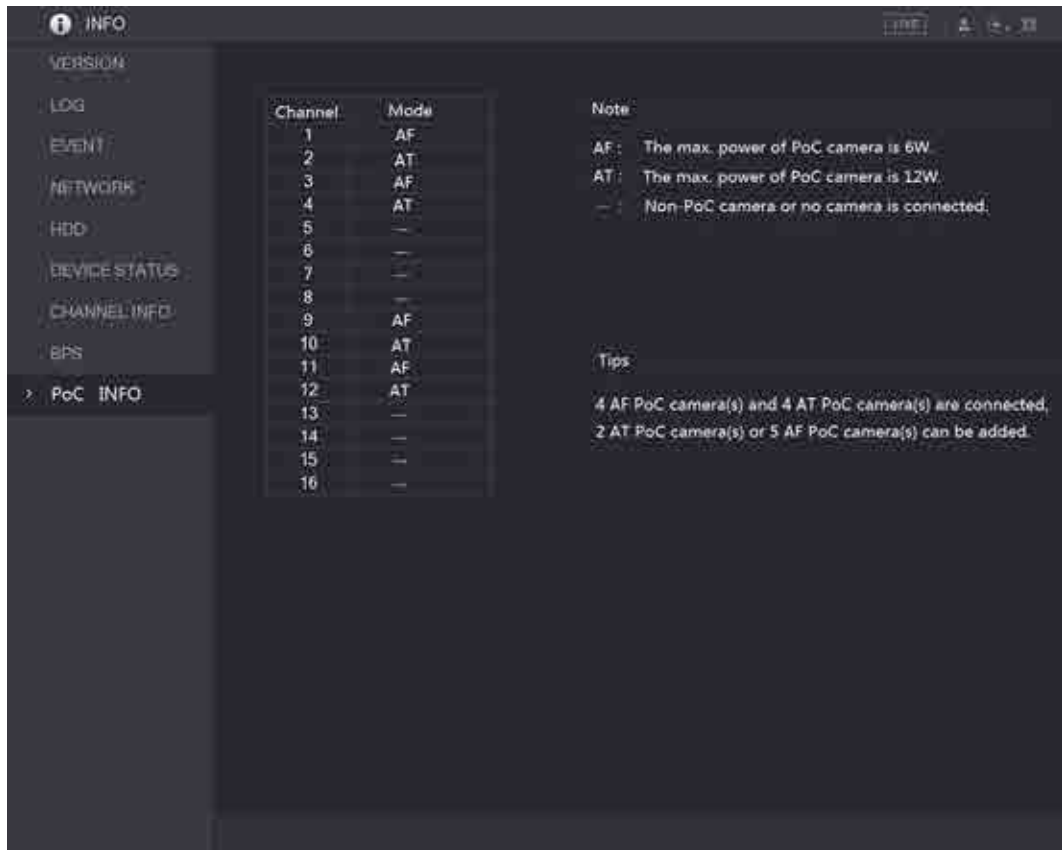 INFO
LIVE
VERSION
LOG
EVENT
NETWORK
HDD
DEVICE STATUS
CHANNEL INFO
BPS
> PoC INFO
Channel Mode
1 AF
2 AT
3 AF
4 AT
5 —
6 —
7 —
8 —
9 AF
10 AT
11 AF
12 AT
13 —
14 —
15 —
16 —
Note
AF : The max. power of PoC camera is 6W.
AT : The max. power of PoC camera is 12W.
— : Non-PoC camera or no camera is connected.
Tips
4 AF PoC camera(s) and 4 AT PoC camera(s) are connected,
2 AT PoC camera(s) or 5 AF PoC camera(s) can be added.